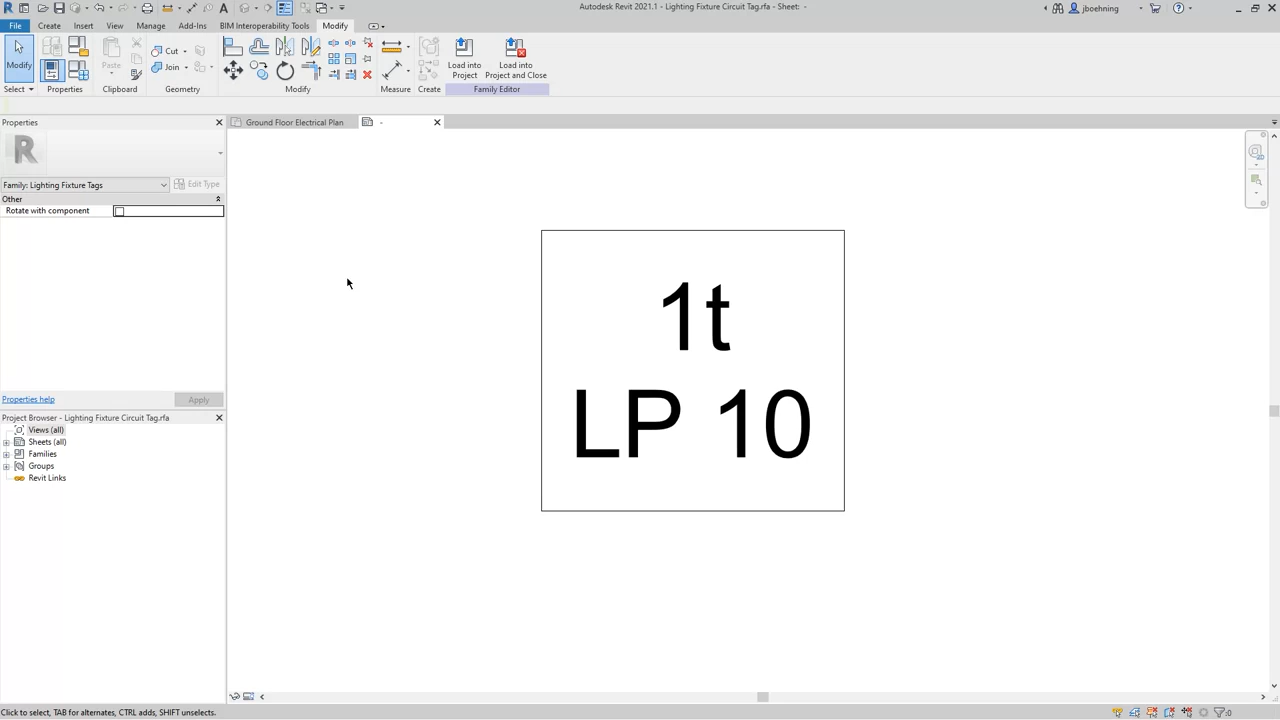 Autodesk Revit 2021.1 - Lighting Fixture Circuit Tag.rfa - Sheet: -
jboehning
File
Create
Insert
View
Manage
Add-Ins
BIM Interoperability Tools
Modify
Modify
Paste
Cut
Join
Load into
Project
Load into
Project and Close
Select
Properties
Clipboard
Geometry
Modify
Measure
Create
Family Editor
Properties
Ground Floor Electrical Plan
-
R
Family: Lighting Fixture Tags
Edit Type
Other
Rotate with component
1t
LP 10
Properties help
Apply
Project Browser - Lighting Fixture Circuit Tag.rfa
Views (all)
Sheets (all)
Families
Groups
Revit Links
Click to select, TAB for alternates, CTRL adds, SHIFT unselects.
:0